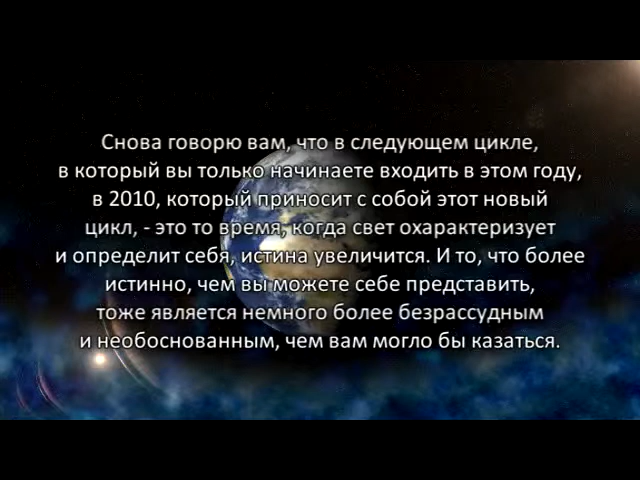 Снова говорю вам, что в следующем цикле,
в который вы только начинаете входить в этом году,
в 2010, который приносит с собой этот новый
цикл, - это то время, когда свет охарактеризует
и определит себя, истина увеличится. И то, что более
истинно, чем вы можете себе представить,
тоже является немного более безрассудным
и необоснованным, чем вам могло бы казаться.